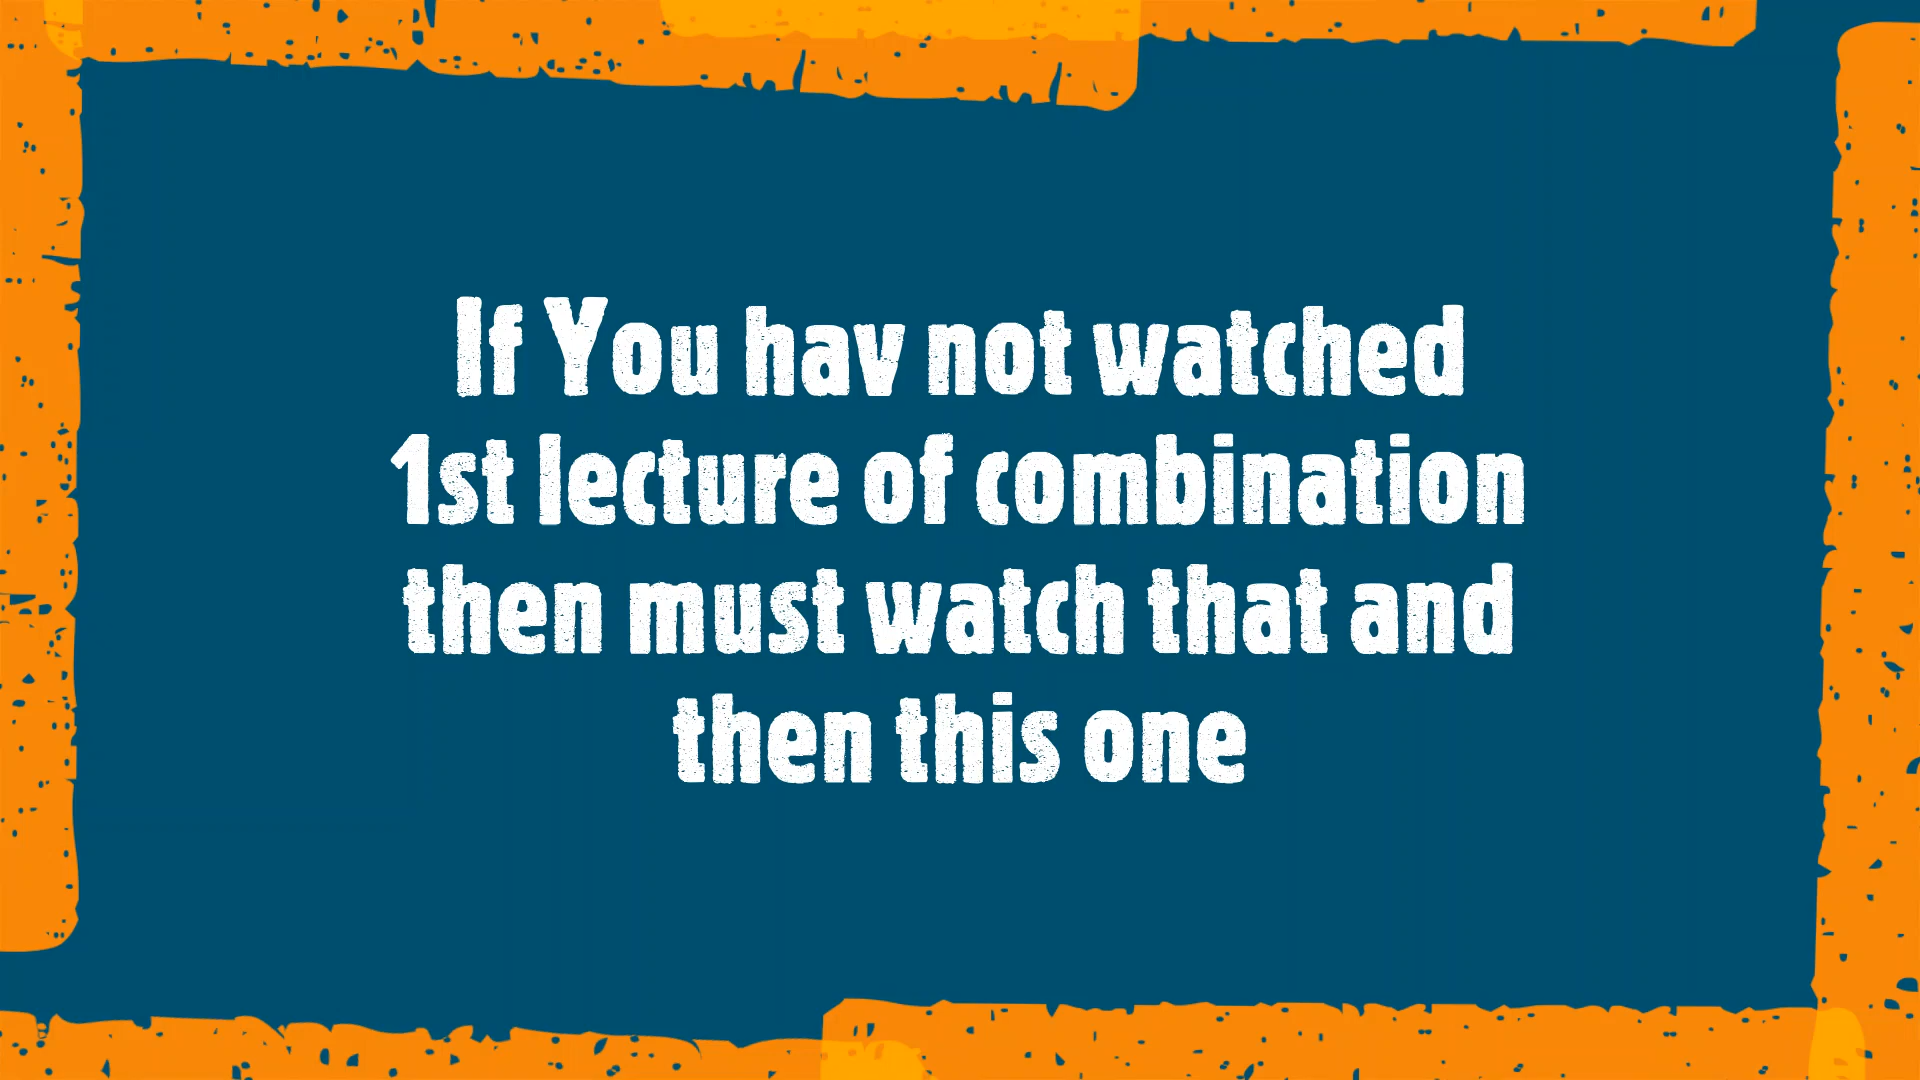 If You hav not watched
1st lecture of combination
then must watch that and
then this one